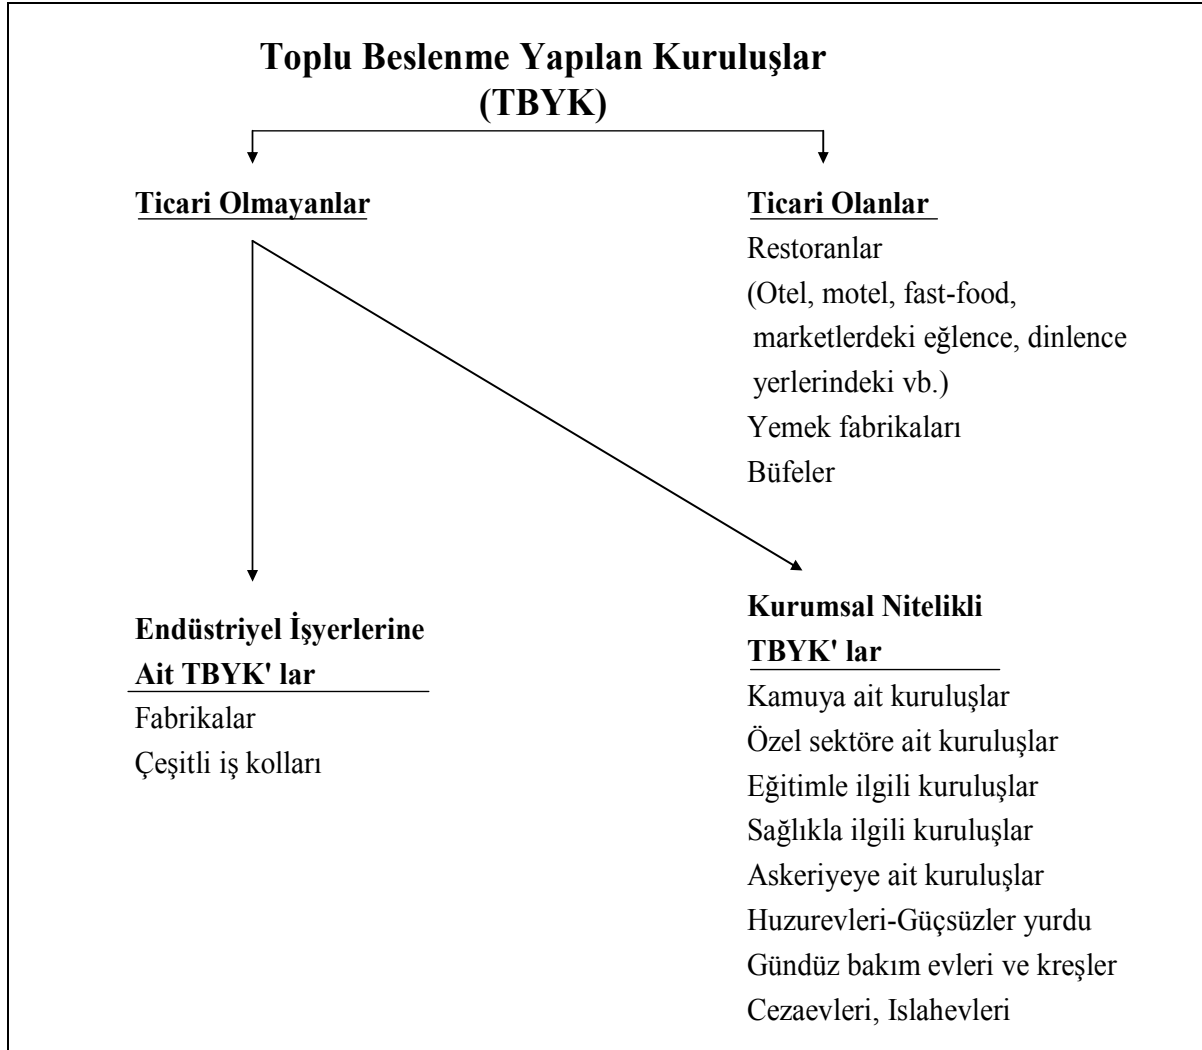 Toplu Beslenme Yapılan Kuruluşlar
(TBYK)
Ticari Olmayanlar
Ticari Olanlar
Restoranlar
(Otel, motel, fast-food,
marketlerdeki eğlence, dinlence
yerlerindeki vb.)
Yemek fabrikaları
Büfeler
Endüstriyel İşyerlerine
Ait TBYK' lar
Fabrikalar
Çeşitli iş kolları
Kurumsal Nitelikli
TBYK' lar
Kamuya ait kuruluşlar
Özel sektöre ait kuruluşlar
Eğitimle ilgili kuruluşlar
Sağlıkla ilgili kuruluşlar
Askeriyeye ait kuruluşlar
Huzurevleri-Güçsüzler yurdu
Gündüz bakım evleri ve kreşler
Cezaevleri, Islahevleri